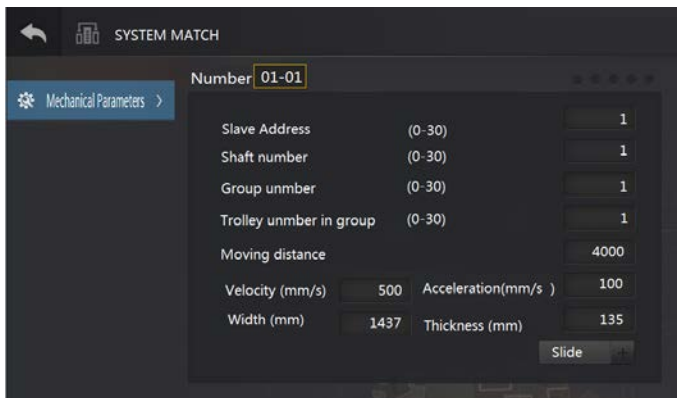 SYSTEM MATCH
Number 01-01
Mechanical Parameters >
Slave Address (0-30) 1
Shaft number (0-30) 1
Group unmber (0-30) 1
Trolley unmber in group (0-30) 1
Moving distance 4000
Velocity (mm/s) 500 Acceleration(mm/s ) 100
Width (mm) 1437 Thickness (mm) 135
Slide +